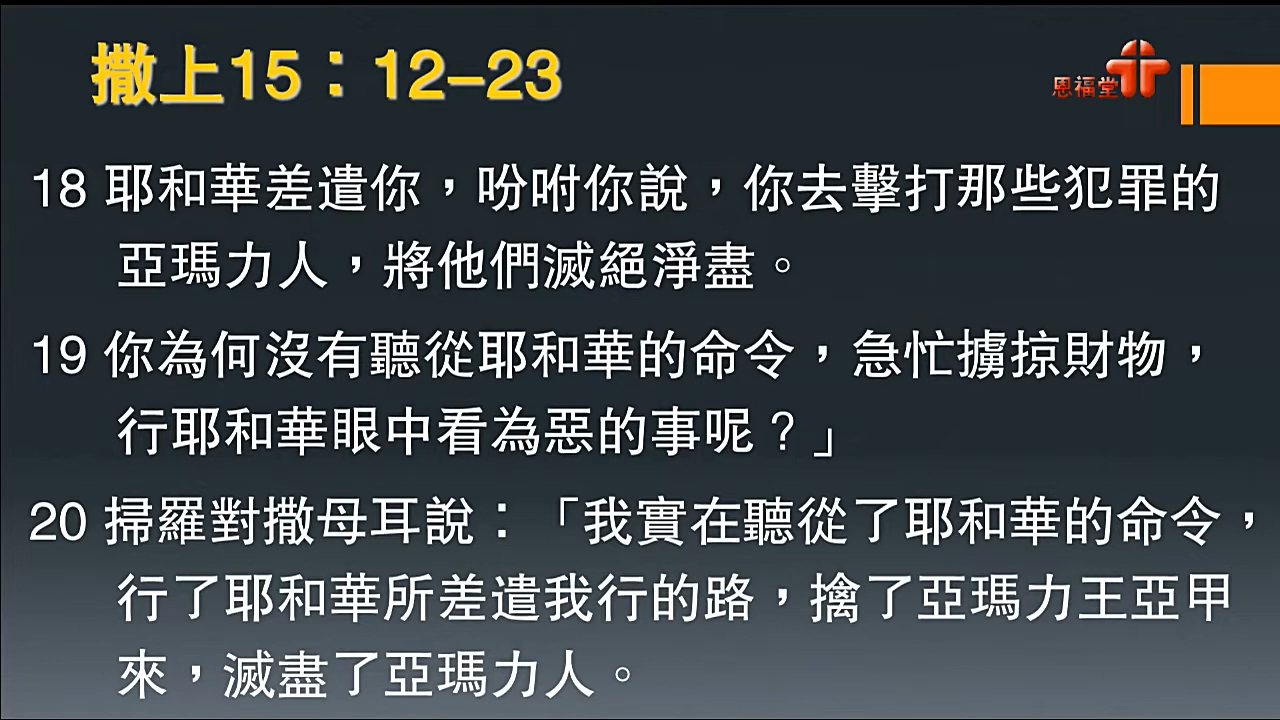 撒上15：12–23
恩福堂
18 耶和華差遣你，吩咐你說，你去擊打那些犯罪的
亞瑪力人，將他們滅絕淨盡。
19 你為何沒有聽從耶和華的命令，急忙擄掠財物，
行耶和華眼中看為惡的事呢？」
20 掃羅對撒母耳說：「我實在聽從了耶和華的命令，
行了耶和華所差遣我行的路，擒了亞瑪力王亞甲
來，滅盡了亞瑪力人。